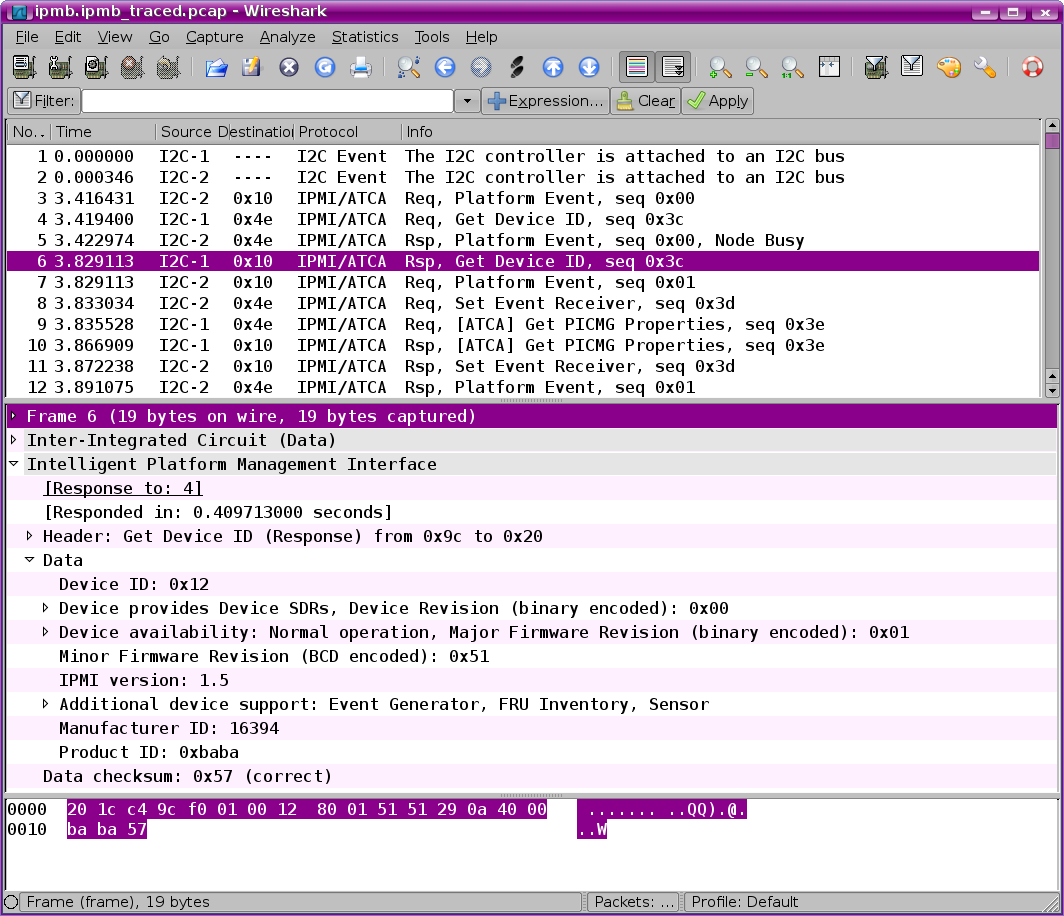 ipmb.ipmb_traced.pcap - Wireshark
File Edit View Go Capture Analyze Statistics Tools Help
Filter: Expression... Clear Apply
No. . Time Source Destination Protocol Info
1 0.000000 I2C-1 ---- I2C Event The I2C controller is attached to an I2C bus
2 0.000346 I2C-2 ---- I2C Event The I2C controller is attached to an I2C bus
3 3.416431 I2C-2 0x10 IPMI/ATCA Req, Platform Event, seq 0x00
4 3.419400 I2C-1 0x4e IPMI/ATCA Req, Get Device ID, seq 0x3c
5 3.422974 I2C-2 0x4e IPMI/ATCA Rsp, Platform Event, seq 0x00, Node Busy
6 3.829113 I2C-1 0x10 IPMI/ATCA Rsp, Get Device ID, seq 0x3c
7 3.829113 I2C-2 0x10 IPMI/ATCA Req, Platform Event, seq 0x01
8 3.833034 I2C-2 0x4e IPMI/ATCA Req, Set Event Receiver, seq 0x3d
9 3.835528 I2C-1 0x4e IPMI/ATCA Req, [ATCA] Get PICMG Properties, seq 0x3e
10 3.866909 I2C-1 0x10 IPMI/ATCA Rsp, [ATCA] Get PICMG Properties, seq 0x3e
11 3.872238 I2C-2 0x10 IPMI/ATCA Rsp, Set Event Receiver, seq 0x3d
12 3.891075 I2C-2 0x4e IPMI/ATCA Rsp, Platform Event, seq 0x01
Frame 6 (19 bytes on wire, 19 bytes captured)
Inter-Integrated Circuit (Data)
Intelligent Platform Management Interface
[Response to: 4]
[Responded in: 0.409713000 seconds]
Header: Get Device ID (Response) from 0x9c to 0x20
Data
Device ID: 0x12
Device provides Device SDRs, Device Revision (binary encoded): 0x00
Device availability: Normal operation, Major Firmware Revision (binary encoded): 0x01
Minor Firmware Revision (BCD encoded): 0x51
IPMI version: 1.5
Additional device support: Event Generator, FRU Inventory, Sensor
Manufacturer ID: 16394
Product ID: 0xbaba
Data checksum: 0x57 (correct)
0000 20 1c c4 9c f0 01 00 12 80 01 51 51 29 0a 40 00 ....... ..QQ).@.
0010 ba ba 57 ..W
Frame (frame), 19 bytes Packets: ... Profile: Default